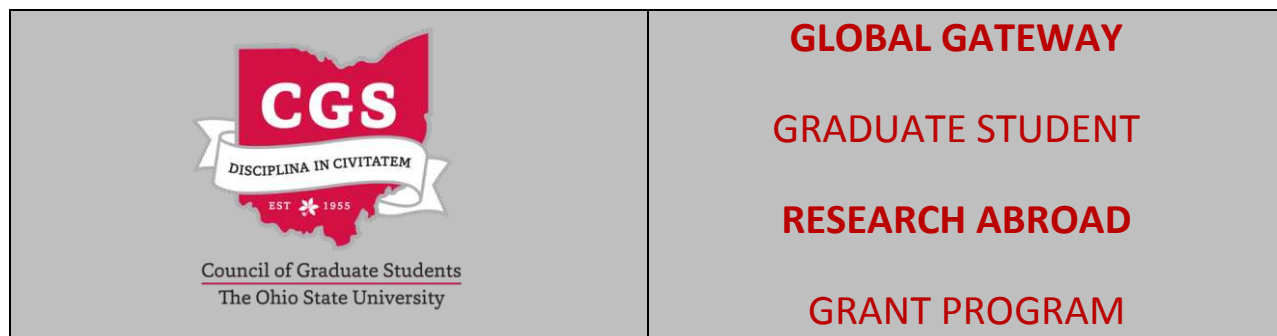 CGS
DISCIPLINA IN CIVITATEM
EST 1955
Council of Graduate Students
The Ohio State University
GLOBAL GATEWAY
GRADUATE STUDENT
RESEARCH ABROAD
GRANT PROGRAM